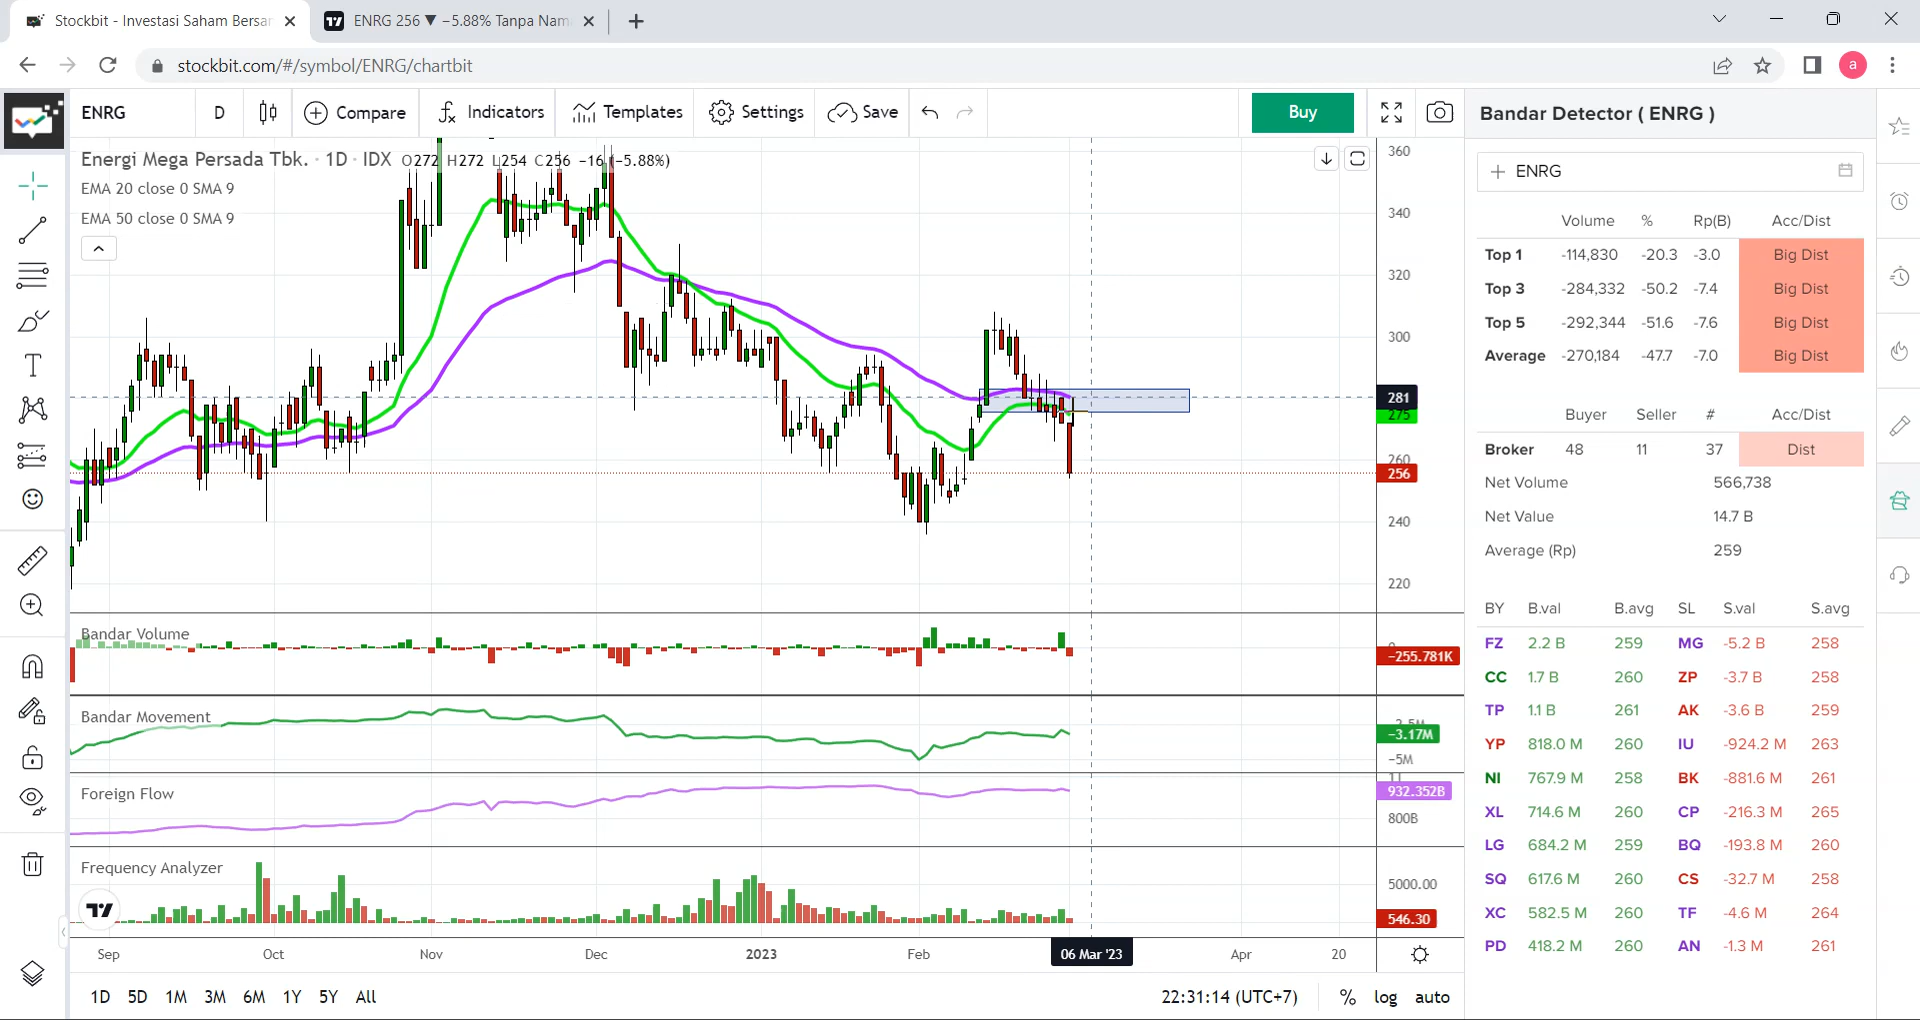 Stockbit - Investasi Saham Bersar
ENRG 256 ▼ −5.88% Tanpa Nam
stockbit.com/#/symbol/ENRG/chartbit
a
ENRG D Compare Indicators Templates Settings Save Buy
Energi Mega Persada Tbk. · 1D · IDX O272 H272 L254 C256 −16 (−5.88%)
EMA 20 close 0 SMA 9
EMA 50 close 0 SMA 9
360
340
320
300
281
275
260
256
240
220
Bandar Volume
0
−255.781K
Bandar Movement
−2.5M
−3.17M
−5M
Foreign Flow
932.352B
800B
Frequency Analyzer
5000.00
546.30
Sep Oct Nov Dec 2023 Feb 06 Mar '23 Apr 20
1D 5D 1M 3M 6M 1Y 5Y All 22:31:14 (UTC+7) % log auto
Bandar Detector ( ENRG )
ENRG
Volume % Rp(B) Acc/Dist
Top 1 -114,830 -20.3 -3.0 Big Dist
Top 3 -284,332 -50.2 -7.4 Big Dist
Top 5 -292,344 -51.6 -7.6 Big Dist
Average -270,184 -47.7 -7.0 Big Dist
Buyer Seller # Acc/Dist
Broker 48 11 37 Dist
Net Volume 566,738
Net Value 14.7 B
Average (Rp) 259
BY B.val B.avg SL S.val S.avg
FZ 2.2 B 259 MG -5.2 B 258
CC 1.7 B 260 ZP -3.7 B 258
TP 1.1 B 261 AK -3.6 B 259
YP 818.0 M 260 IU -924.2 M 263
NI 767.9 M 258 BK -881.6 M 261
XL 714.6 M 260 CP -216.3 M 265
LG 684.2 M 259 BQ -193.8 M 260
SQ 617.6 M 260 CS -32.7 M 258
XC 582.5 M 260 TF -4.6 M 264
PD 418.2 M 260 AN -1.3 M 261